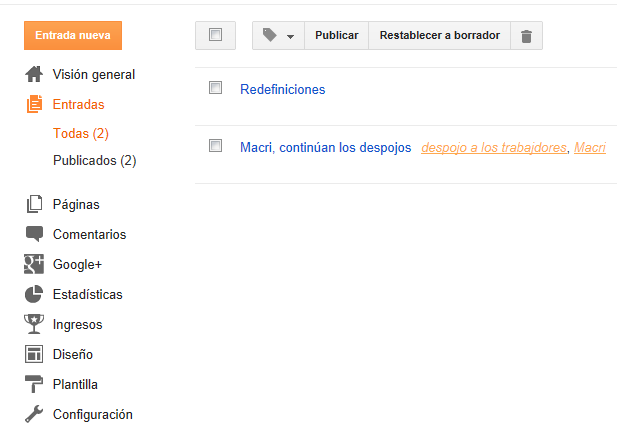 Entrada nueva
Publicar
Restablecer a borrador
Visión general
Entradas
Todas (2)
Publicados (2)
Páginas
Comentarios
Google+
Estadísticas
Ingresos
Diseño
Plantilla
Configuración
Redefiniciones
Macri, continúan los despojos despojo a los trabajdores, Macri